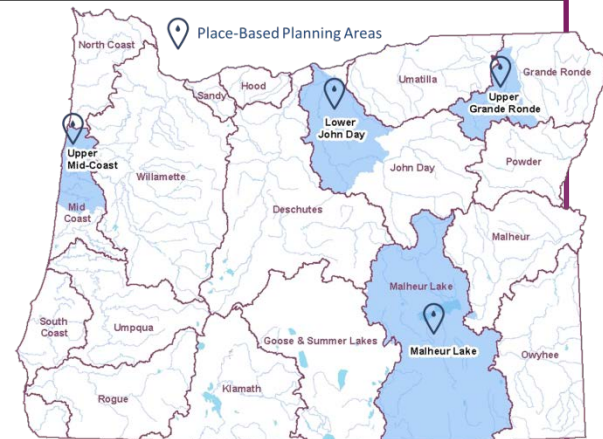 Place-Based Planning Areas
North Coast
Sandy
Hood
Umatilla
Grande Ronde
Upper
Grande Ronde
Lower
John Day
Upper
Mid-Coast
Willamette
John Day
Powder
Mid
Coast
Deschutes
Malheur
Malheur Lake
South
Coast
Umpqua
Goose & Summer Lakes
Malheur Lake
Owyhee
Rogue
Klamath